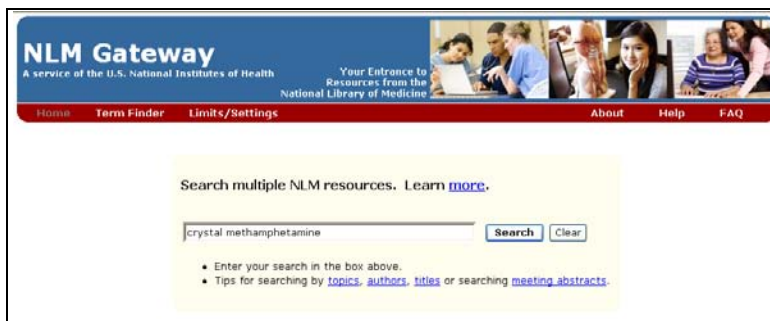 NLM Gateway
A service of the U.S. National Institutes of Health
Your Entrance to
Resources from the
National Library of Medicine
Home Term Finder Limits/Settings About Help FAQ
Search multiple NLM resources. Learn more.
crystal methamphetamine Search Clear
• Enter your search in the box above.
• Tips for searching by topics, authors, titles or searching meeting abstracts.